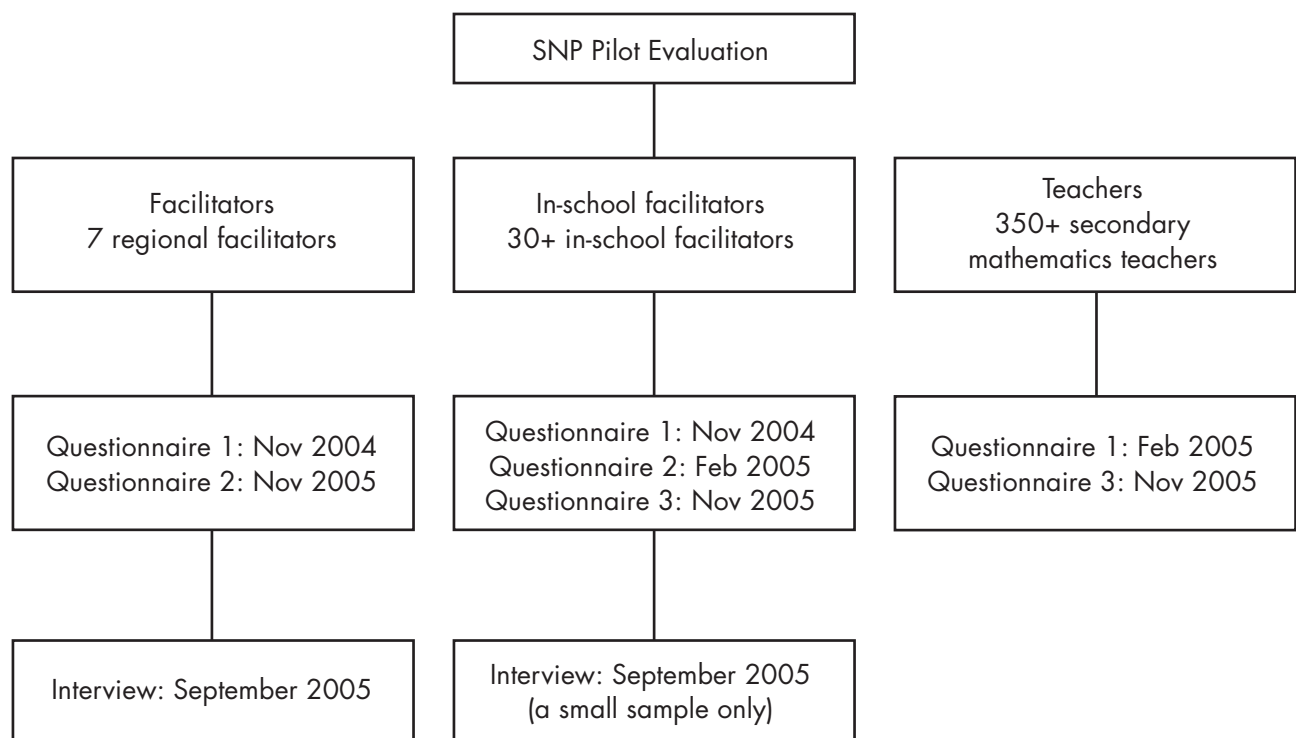 SNP Pilot Evaluation
Facilitators
7 regional facilitators
In-school facilitators
30+ in-school facilitators
Teachers
350+ secondary
mathematics teachers
Questionnaire 1: Nov 2004
Questionnaire 2: Nov 2005
Questionnaire 1: Nov 2004
Questionnaire 2: Feb 2005
Questionnaire 3: Nov 2005
Questionnaire 1: Feb 2005
Questionnaire 3: Nov 2005
Interview: September 2005
Interview: September 2005
(a small sample only)